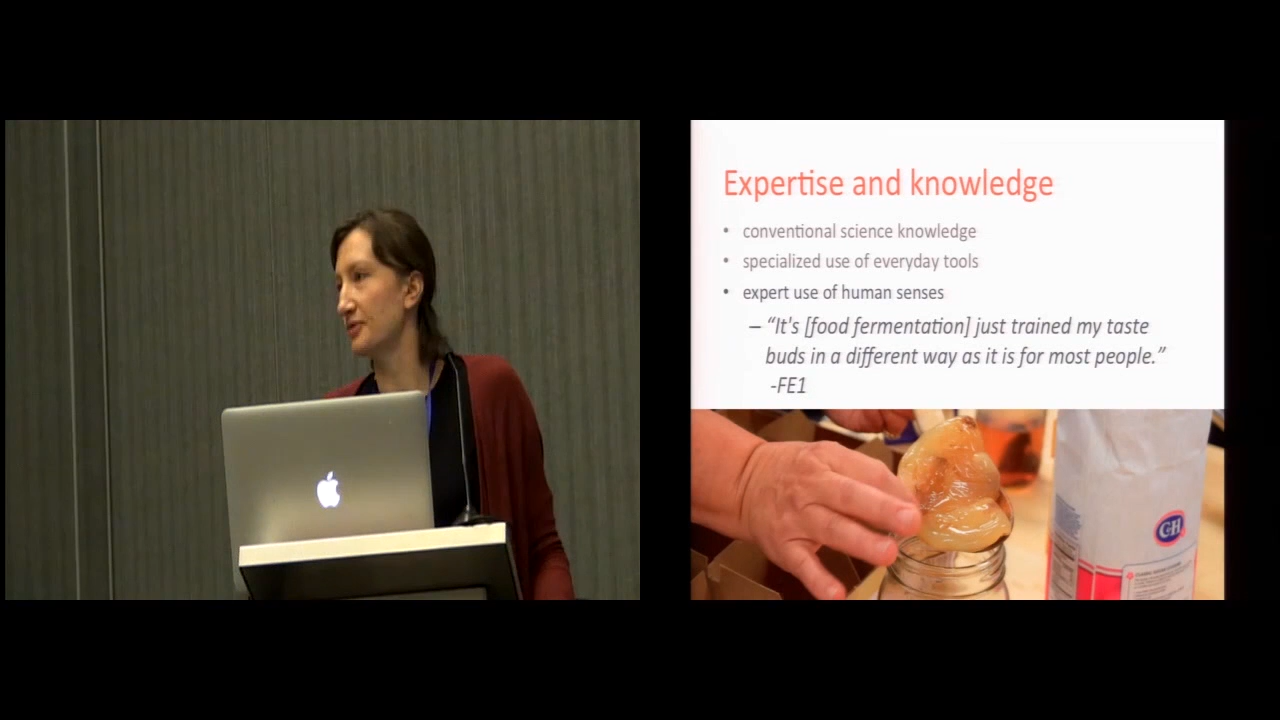 Expertise and knowledge
• conventional science knowledge
• specialized use of everyday tools
• expert use of human senses
– “It's [food fermentation] just trained my taste
buds in a different way as it is for most people.”
-FE1
C&H